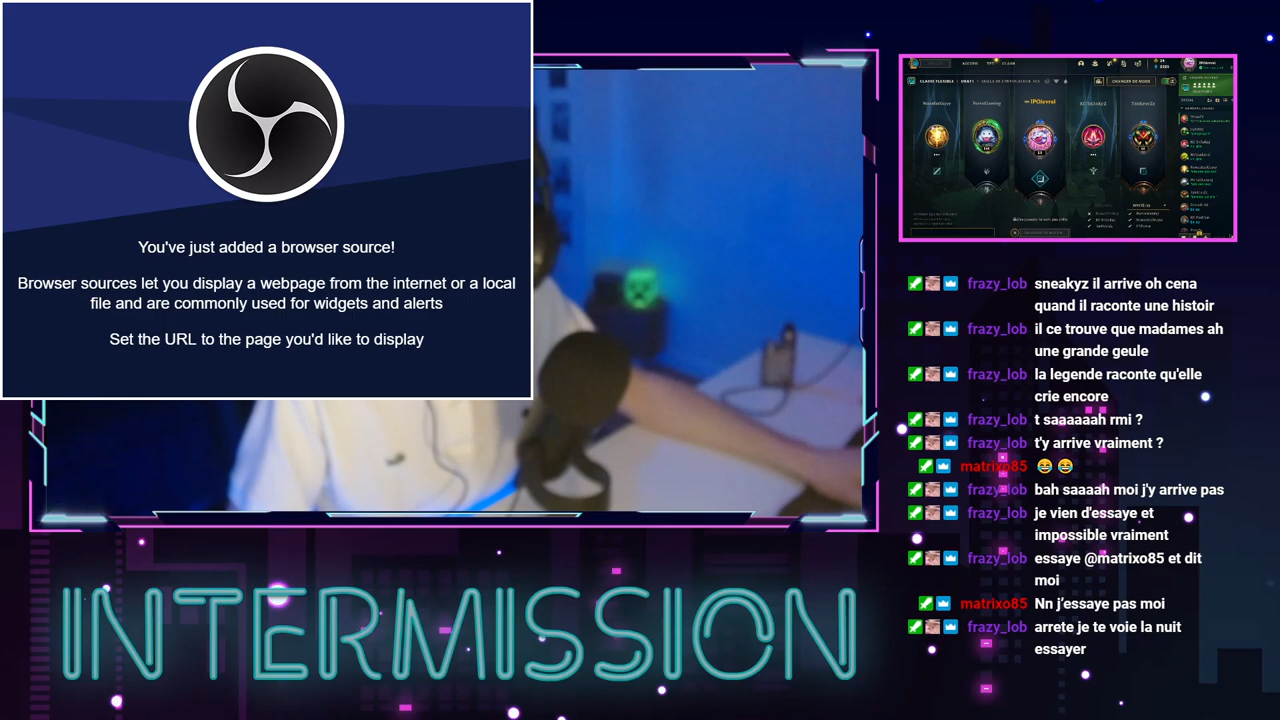 You've just added a browser source!
Browser sources let you display a webpage from the internet or a local
file and are commonly used for widgets and alerts
Set the URL to the page you'd like to display
INTERMISSION
CHANGER DE MODE
frazy_lob sneakyz il arrive oh cena
quand il raconte une histoir
frazy_lob il ce trouve que madames ah
une grande geule
frazy_lob la legende raconte qu'elle
crie encore
frazy_lob t saaaaaah rmi ?
frazy_lob t'y arrive vraiment ?
matrixo85 😂 😂
frazy_lob bah saaaah moi j'y arrive pas
frazy_lob je vien d'essaye et
impossible vraiment
frazy_lob essaye @matrixo85 et dit
moi
matrixo85 Nn j'essaye pas moi
frazy_lob arrete je te voie la nuit
essayer